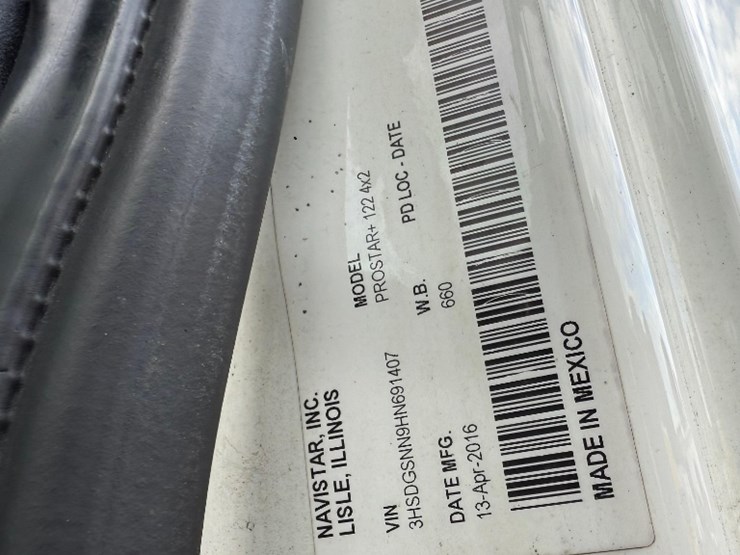 NAVISTAR, INC.
LISLE, ILLINOIS
MODEL
PROSTAR+ 122 4x2
VIN
3HSDGSNN9HN691407
W.B.
660
PD LOC - DATE
DATE MFG.
13-Apr-2016
MADE IN MEXICO